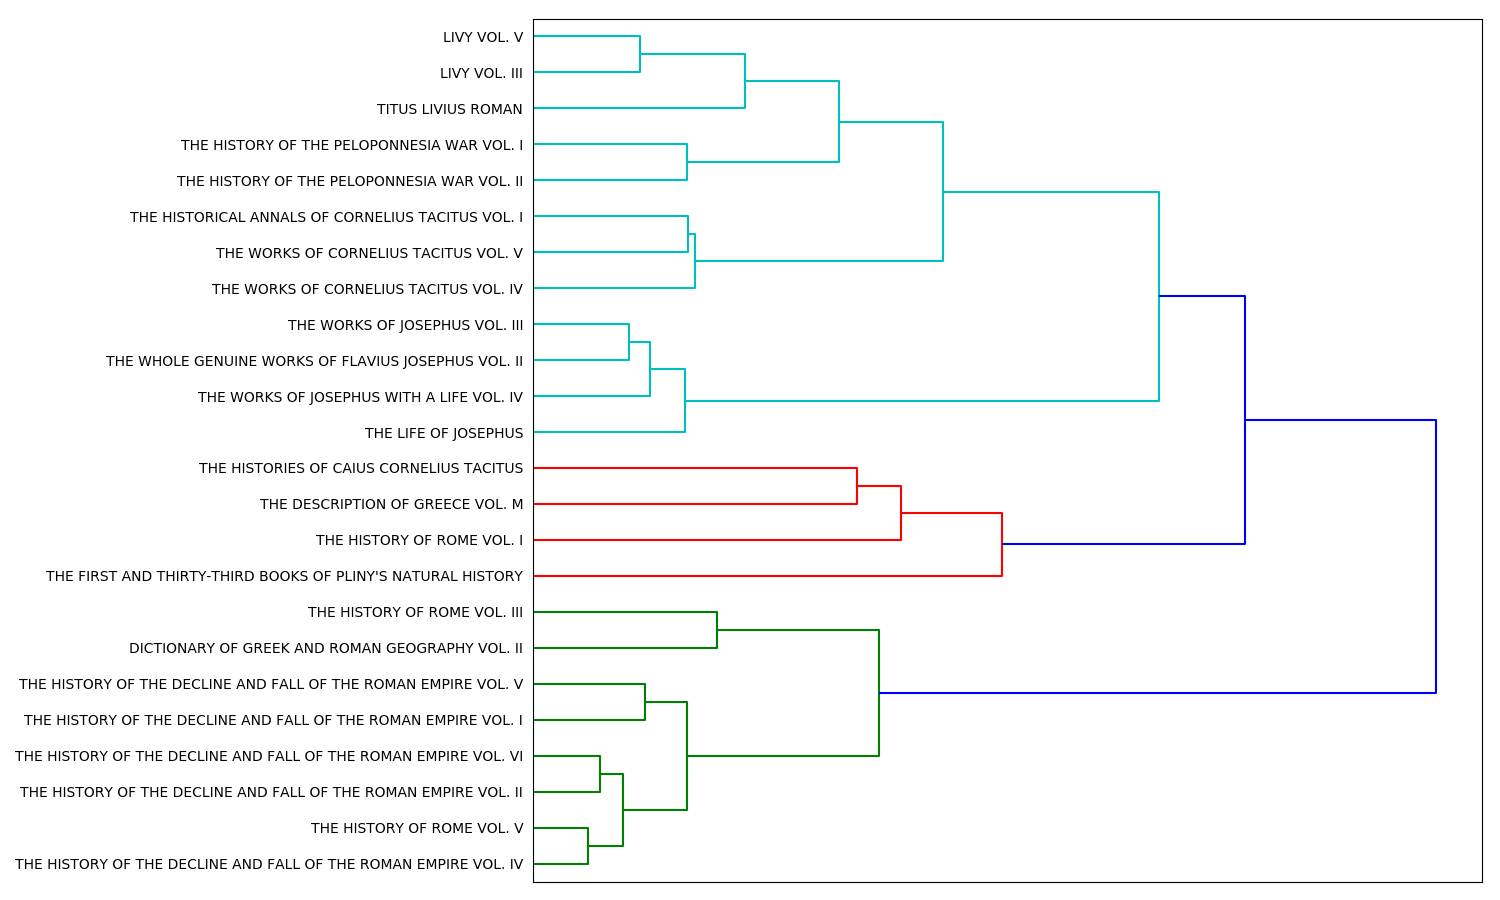 LIVY VOL. V
LIVY VOL. III
TITUS LIVIUS ROMAN
THE HISTORY OF THE PELOPONNESIA WAR VOL. I
THE HISTORY OF THE PELOPONNESIA WAR VOL. II
THE HISTORICAL ANNALS OF CORNELIUS TACITUS VOL. I
THE WORKS OF CORNELIUS TACITUS VOL. V
THE WORKS OF CORNELIUS TACITUS VOL. IV
THE WORKS OF JOSEPHUS VOL. III
THE WHOLE GENUINE WORKS OF FLAVIUS JOSEPHUS VOL. II
THE WORKS OF JOSEPHUS WITH A LIFE VOL. IV
THE LIFE OF JOSEPHUS
THE HISTORIES OF CAIUS CORNELIUS TACITUS
THE DESCRIPTION OF GREECE VOL. M
THE HISTORY OF ROME VOL. I
THE FIRST AND THIRTY-THIRD BOOKS OF PLINY'S NATURAL HISTORY
THE HISTORY OF ROME VOL. III
DICTIONARY OF GREEK AND ROMAN GEOGRAPHY VOL. II
THE HISTORY OF THE DECLINE AND FALL OF THE ROMAN EMPIRE VOL. V
THE HISTORY OF THE DECLINE AND FALL OF THE ROMAN EMPIRE VOL. I
THE HISTORY OF THE DECLINE AND FALL OF THE ROMAN EMPIRE VOL. VI
THE HISTORY OF THE DECLINE AND FALL OF THE ROMAN EMPIRE VOL. II
THE HISTORY OF ROME VOL. V
THE HISTORY OF THE DECLINE AND FALL OF THE ROMAN EMPIRE VOL. IV